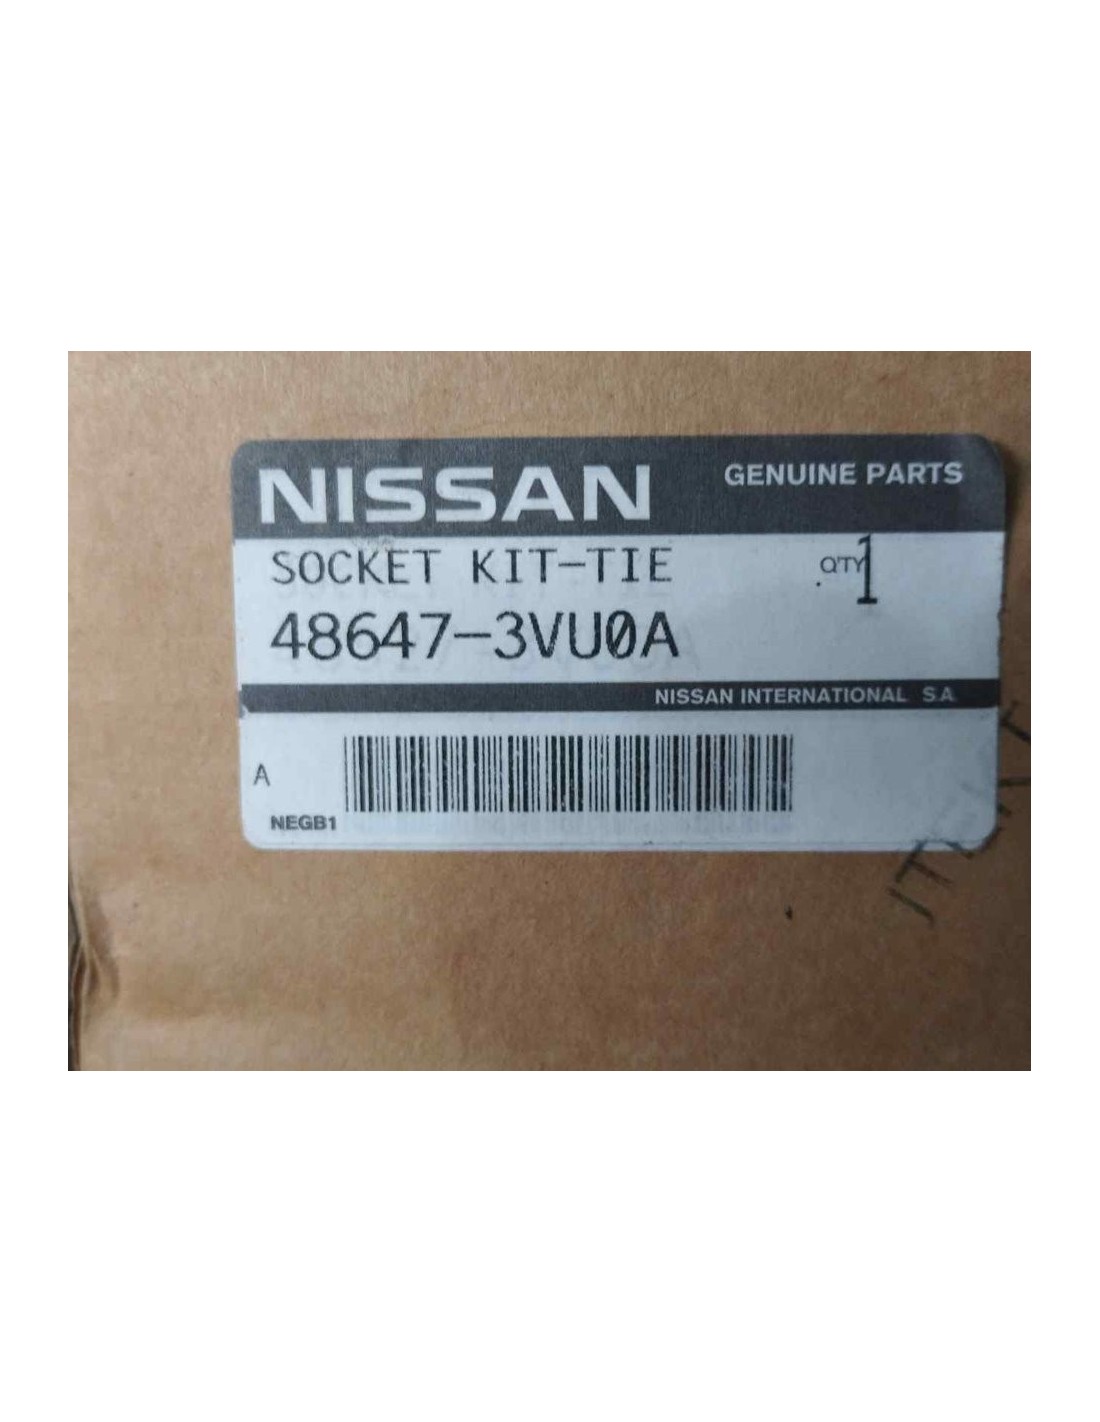 NISSAN GENUINE PARTS
SOCKET KIT-TIE QTY 1
48647-3VU0A
NISSAN INTERNATIONAL S.A.
A
NEGB1